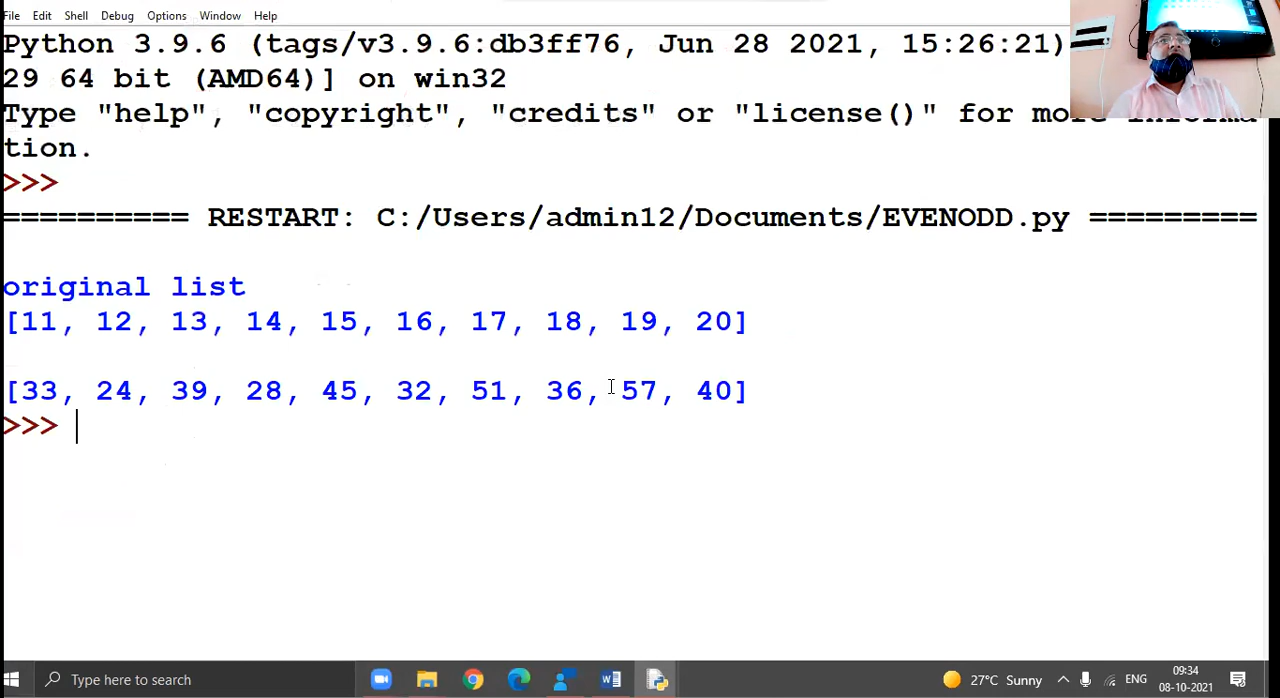 File Edit Shell Debug Options Window Help
Python 3.9.6 (tags/v3.9.6:db3ff76, Jun 28 2021, 15:26:21)
29 64 bit (AMD64)] on win32
Type "help", "copyright", "credits" or "license()" for more informa
tion.
>>>
========== RESTART: C:/Users/admin12/Documents/EVENODD.py =========
original list
[11, 12, 13, 14, 15, 16, 17, 18, 19, 20]
[33, 24, 39, 28, 45, 32, 51, 36, 57, 40]
>>>
Type here to search
27°C Sunny
ENG
09:34
08-10-2021